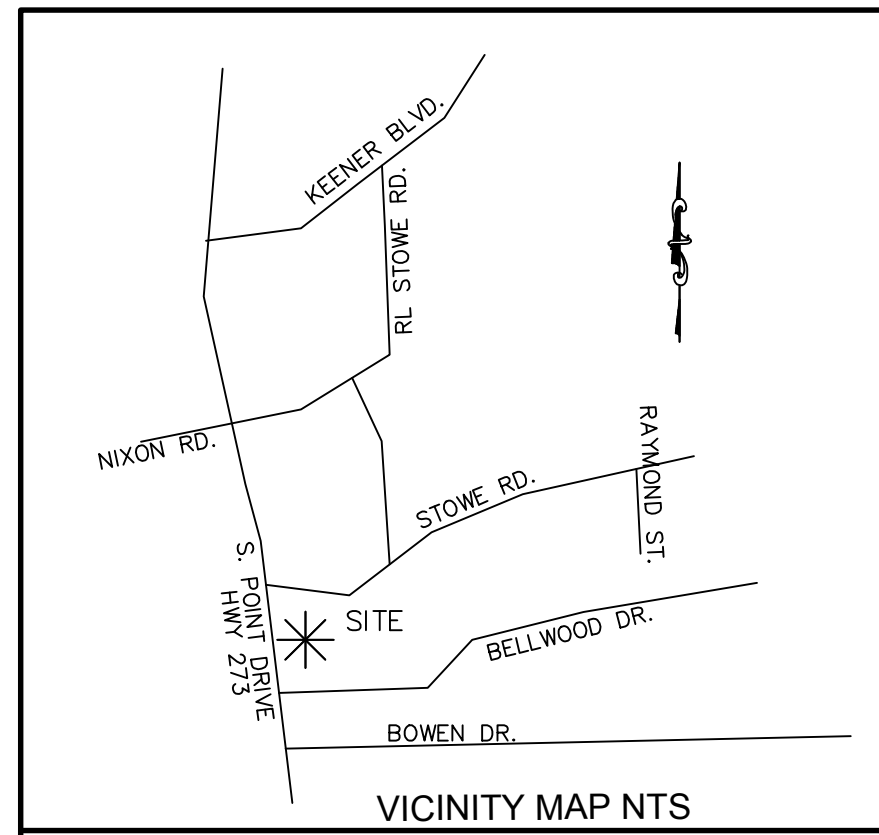 KEENER BLVD.
RL STOWE RD.
NIXON RD.
RAYMOND ST.
STOWE RD.
S. POINT DRIVE
HWY 273
SITE
BELLWOOD DR.
BOWEN DR.
VICINITY MAP NTS